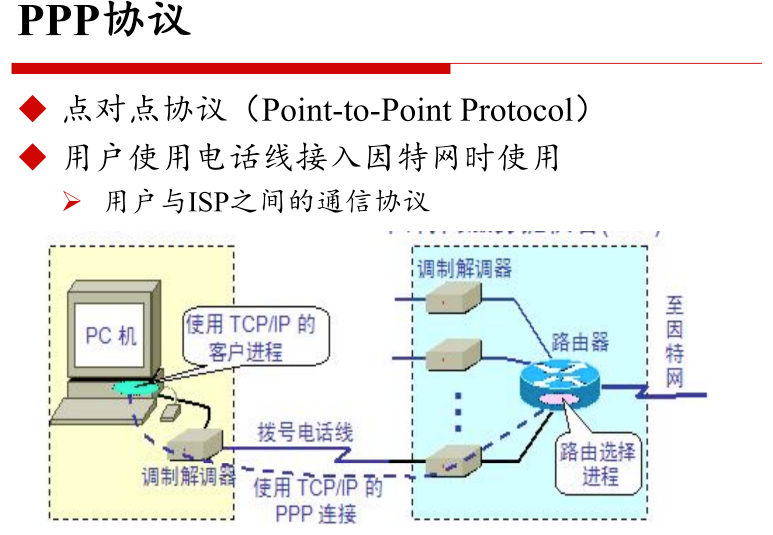 PPP协议
点对点协议（Point-to-Point Protocol）
用户使用电话线接入因特网时使用
用户与ISP之间的通信协议
调制解调器
PC 机
使用 TCP/IP 的
客户进程
路由器
至
因
特
网
拨号电话线
调制解调器
使用 TCP/IP 的
PPP 连接
路由选择
进程